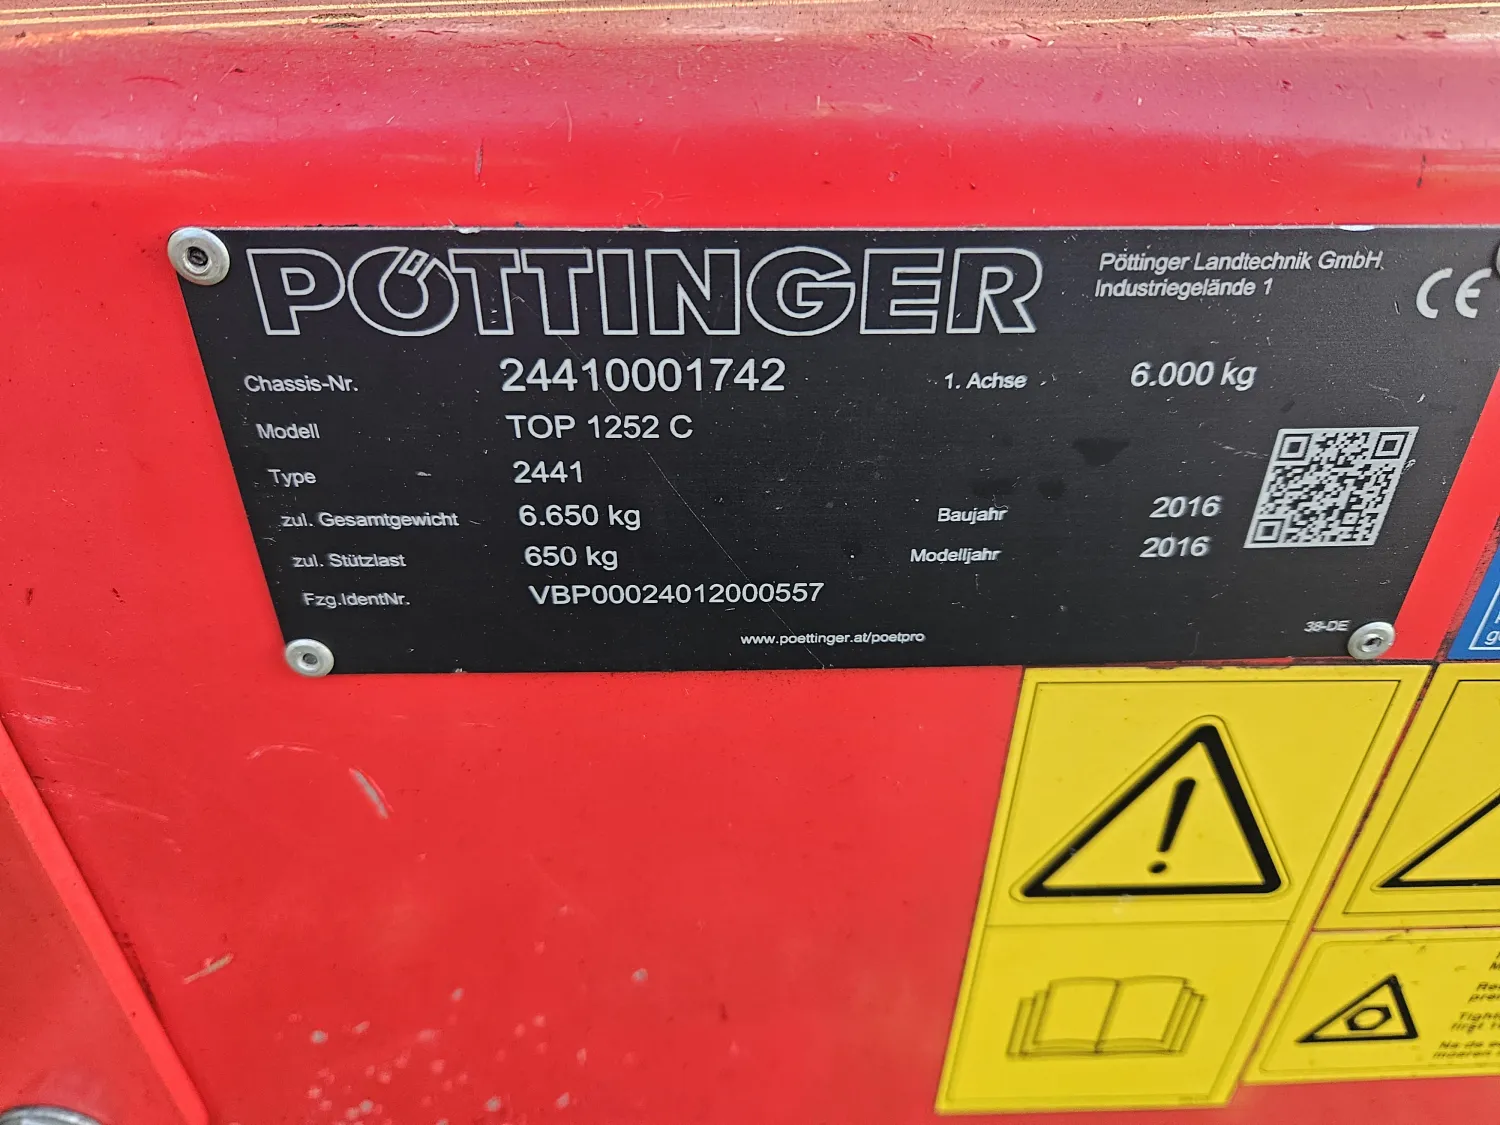 PÖTTINGER
Pöttinger Landtechnik GmbH
Industriegelände 1
CE
Chassis-Nr. 24410001742 1. Achse 6.000 kg
Modell TOP 1252 C
Type 2441
zul. Gesamtgewicht 6.650 kg Baujahr 2016
zul. Stützlast 650 kg Modelljahr 2016
Fzg.IdentNr. VBP00024012000557
www.poettinger.at/poetpro
38-DE